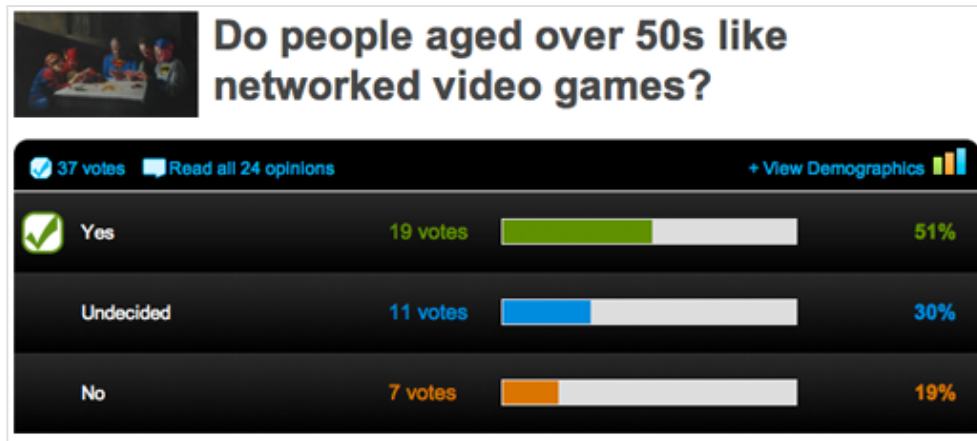 Do people aged over 50s like
networked video games?
37 votes Read all 24 opinions + View Demographics
Yes 19 votes 51%
Undecided 11 votes 30%
No 7 votes 19%